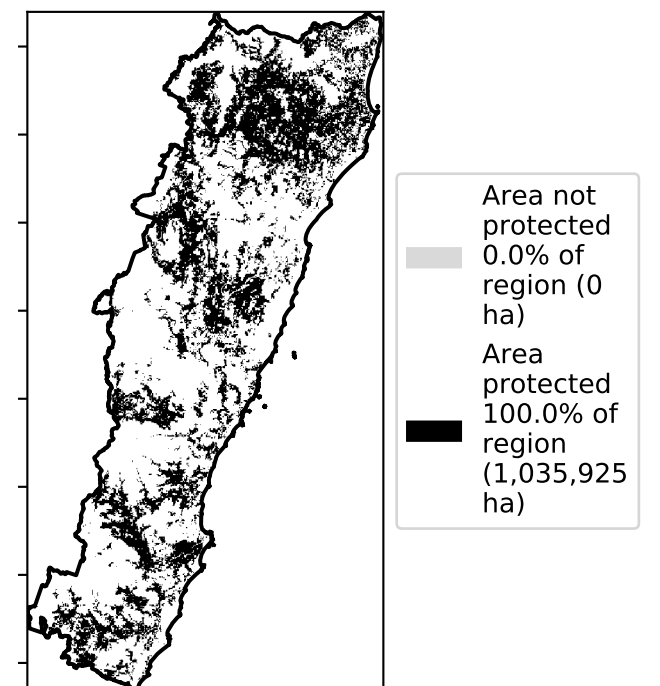 Area not
protected
0.0% of
region (0
ha)
Area
protected
100.0% of
region
(1,035,925
ha)